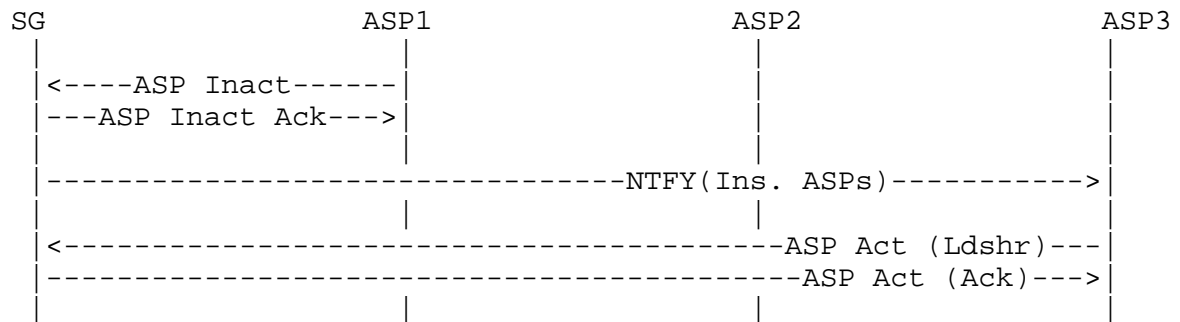 SG ASP1 ASP2 ASP3
<----ASP Inact------
---ASP Inact Ack--->
--------------------------------NTFY(Ins. ASPs)----------->
<----------------------------------------ASP Act (Ldshr)---
------------------------------------------ASP Act (Ack)--->